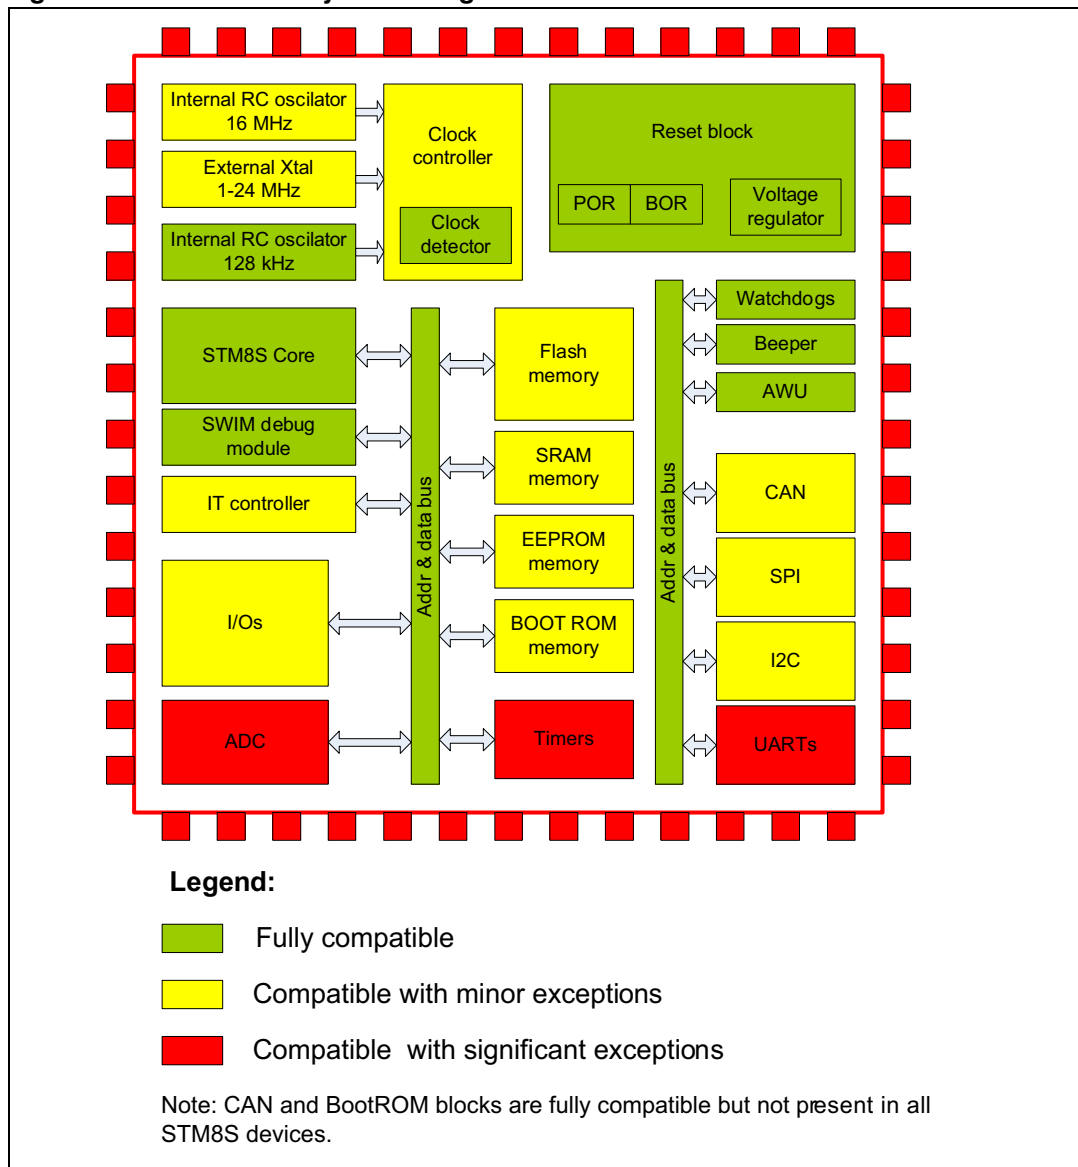 Internal RC oscilator
16 MHz
External Xtal
1-24 MHz
Internal RC oscilator
128 kHz
Clock
controller
Clock
detector
Reset block
POR
BOR
Voltage
regulator
STM8S Core
SWIM debug
module
IT controller
I/Os
ADC
Addr & data bus
Flash
memory
SRAM
memory
EEPROM
memory
BOOT ROM
memory
Timers
Addr & data bus
Watchdogs
Beeper
AWU
CAN
SPI
I2C
UARTs
Legend:
Fully compatible
Compatible with minor exceptions
Compatible with significant exceptions
Note: CAN and BootROM blocks are fully compatible but not present in all
STM8S devices.